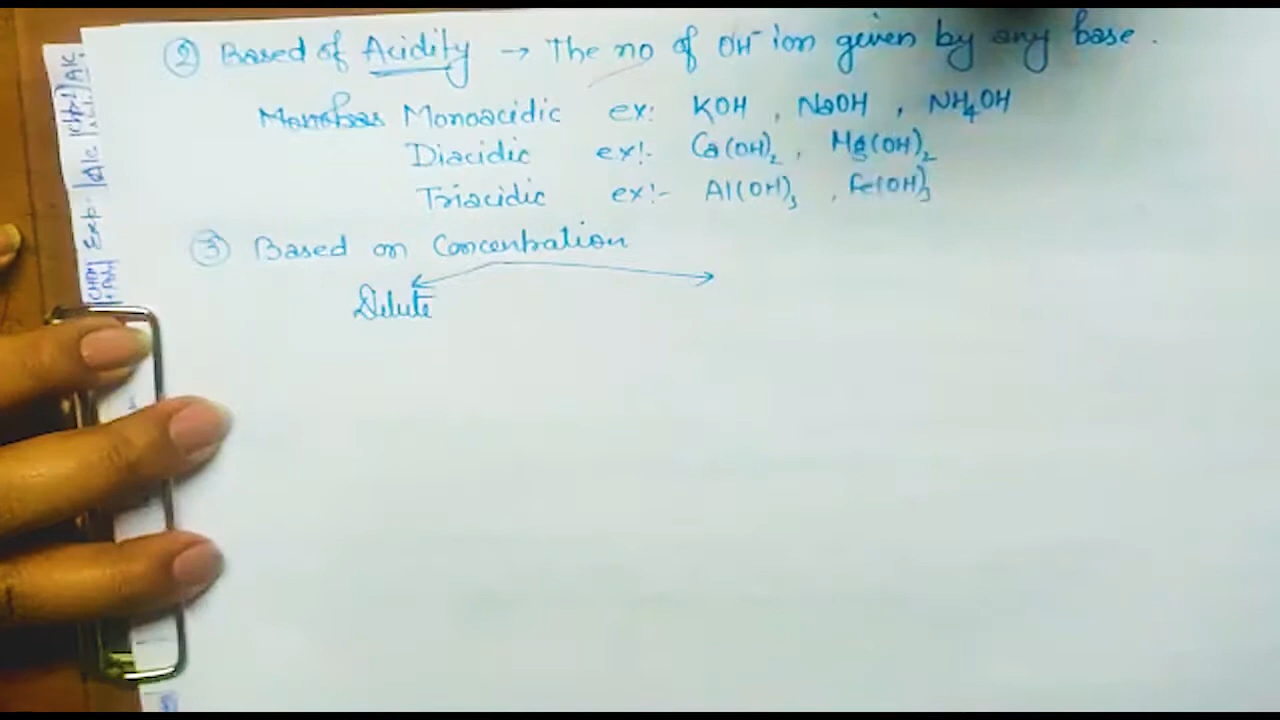 ② Based of Acidity → The no of OH⁻ ion given by any base.
Monobas Monoacidic ex: KOH, NaOH, NH₄OH
Diacidic ex:- Ca(OH)₂, Mg(OH)₂
Triacidic ex:- Al(OH)₃, Fe(OH)₃
③ Based on Concentration
Dilute